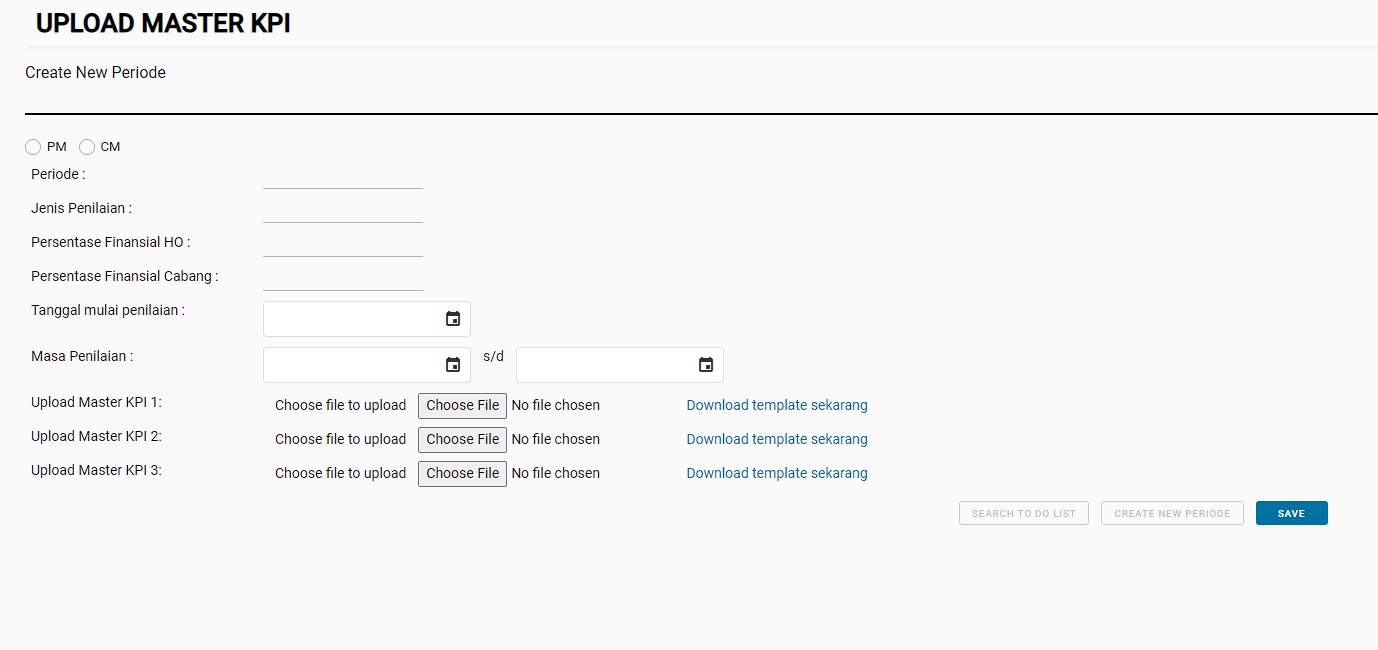 UPLOAD MASTER KPI
Create New Periode
PM CM
Periode :
Jenis Penilaian :
Persentase Finansial HO :
Persentase Finansial Cabang :
Tanggal mulai penilaian :
Masa Penilaian : s/d
Upload Master KPI 1: Choose file to upload Choose File No file chosen Download template sekarang
Upload Master KPI 2: Choose file to upload Choose File No file chosen Download template sekarang
Upload Master KPI 3: Choose file to upload Choose File No file chosen Download template sekarang
SEARCH TO DO LIST CREATE NEW PERIODE SAVE